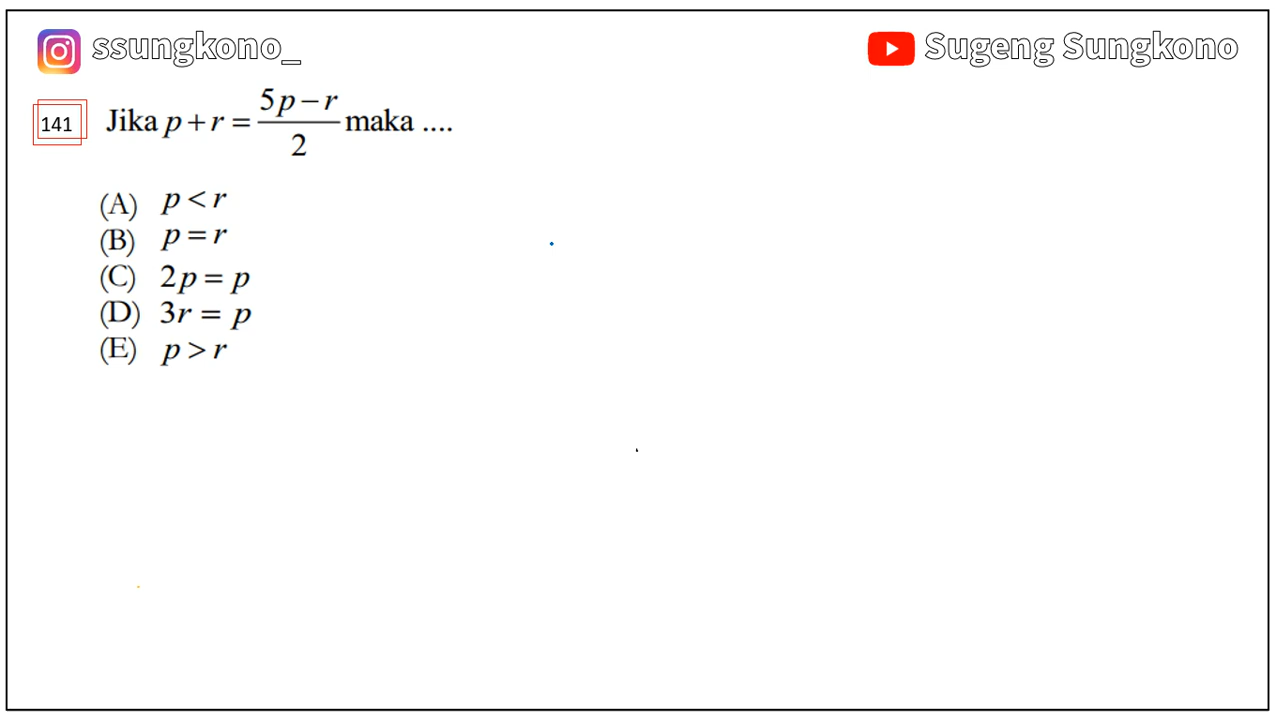 ssungkono_
Sugeng Sungkono
141 Jika p + r = (5p − r)/2 maka ....
(A) p < r
(B) p = r
(C) 2p = p
(D) 3r = p
(E) p > r